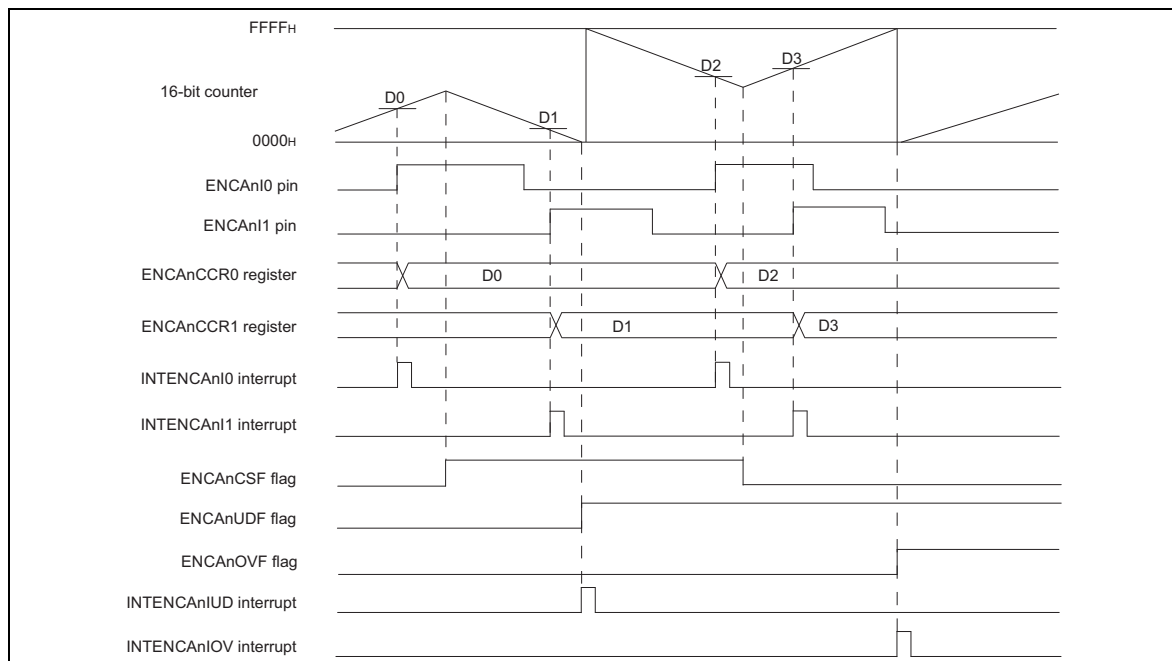 FFFFH
D2
D3
16-bit counter
D0
D1
0000H
ENCAnI0 pin
ENCAnI1 pin
ENCAnCCR0 register
D0
D2
ENCAnCCR1 register
D1
D3
INTENCAnI0 interrupt
INTENCAnI1 interrupt
ENCAnCSF flag
ENCAnUDF flag
ENCAnOVF flag
INTENCAnIUD interrupt
INTENCAnIOV interrupt